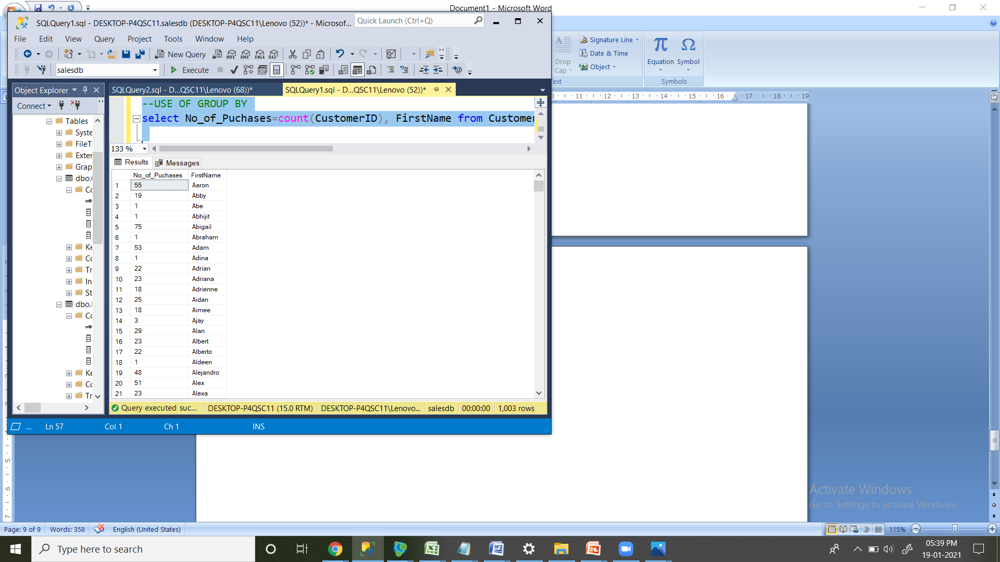 Document1 - Microsoft Word
SQLQuery1.sql - DESKTOP-P4QSC11.salesdb (DESKTOP-P4QSC11\Lenovo (52))* - Microsof...
Quick Launch (Ctrl+Q)
File Edit View Query Project Tools Window Help
New Query
MDX DMX XMLA DAX
salesdb
Execute
Signature Line
Date & Time
Object
Drop
Cap
Equation Symbol
ext
Symbols
Object Explorer
Connect
SQLQuery2.sql - D...QSC11\Lenovo (68))*
SQLQuery1.sql - D...QSC11\Lenovo (52))*
11 12 13 14 15 16 17 18 19
--USE OF GROUP BY
select No_of_Puchases=count(CustomerID), FirstName from Customer
133 %
Tables
Syste
FileT
Exter
Grap
dbo.
Co
Ke
Co
Tr
In
St
dbo.
Co
Ke
Co
Tr
Results Messages
No_of_Puchases FirstName
1 55 Aaron
2 19 Abby
3 1 Abe
4 1 Abhijit
5 75 Abigail
6 1 Abraham
7 53 Adam
8 1 Adina
9 22 Adrian
10 23 Adriana
11 18 Adrienne
12 25 Aidan
13 18 Aimee
14 3 Ajay
15 29 Alan
16 23 Albert
17 22 Alberto
18 1 Aldeen
19 48 Alejandro
20 51 Alex
21 23 Alexa
Query executed suc... DESKTOP-P4QSC11 (15.0 RTM) DESKTOP-P4QSC11\Lenovo... salesdb 00:00:00 1,003 rows
... Ln 57 Col 1 Ch 1 INS
5
6
7
Activate Windows
Go to Settings to activate Windows.
Page: 9 of 9 Words: 358 English (United States) 115%
Type here to search
05:39 PM
19-01-2021